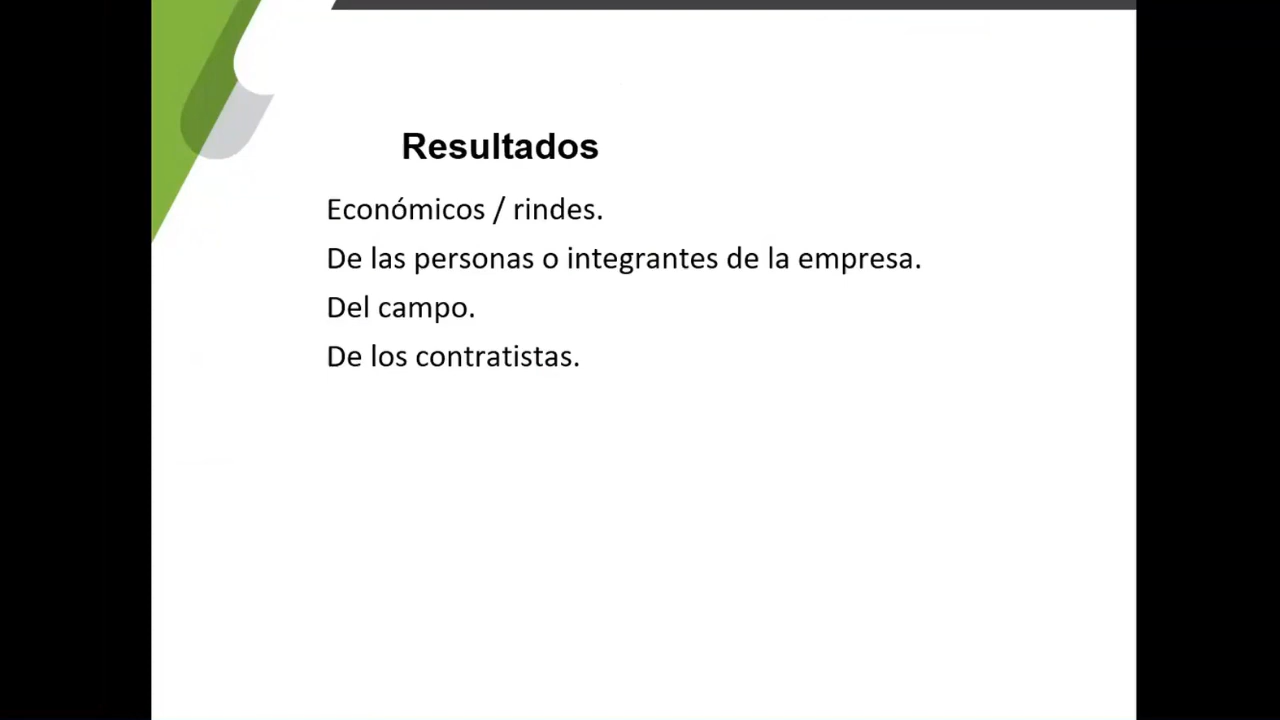 Resultados
Económicos / rindes.
De las personas o integrantes de la empresa.
Del campo.
De los contratistas.